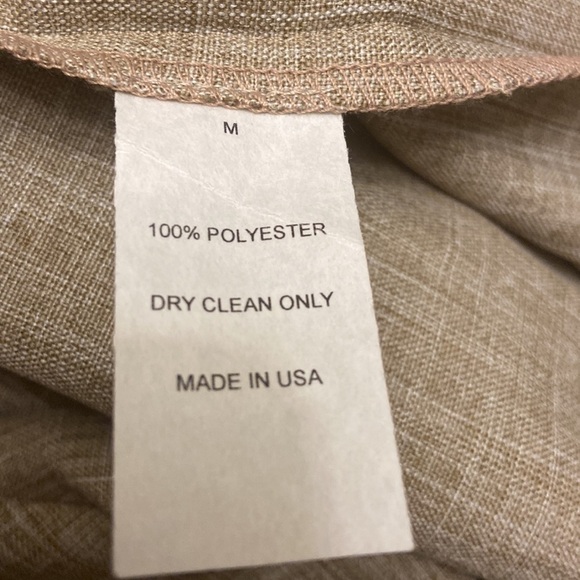 M
100% POLYESTER
DRY CLEAN ONLY
MADE IN USA